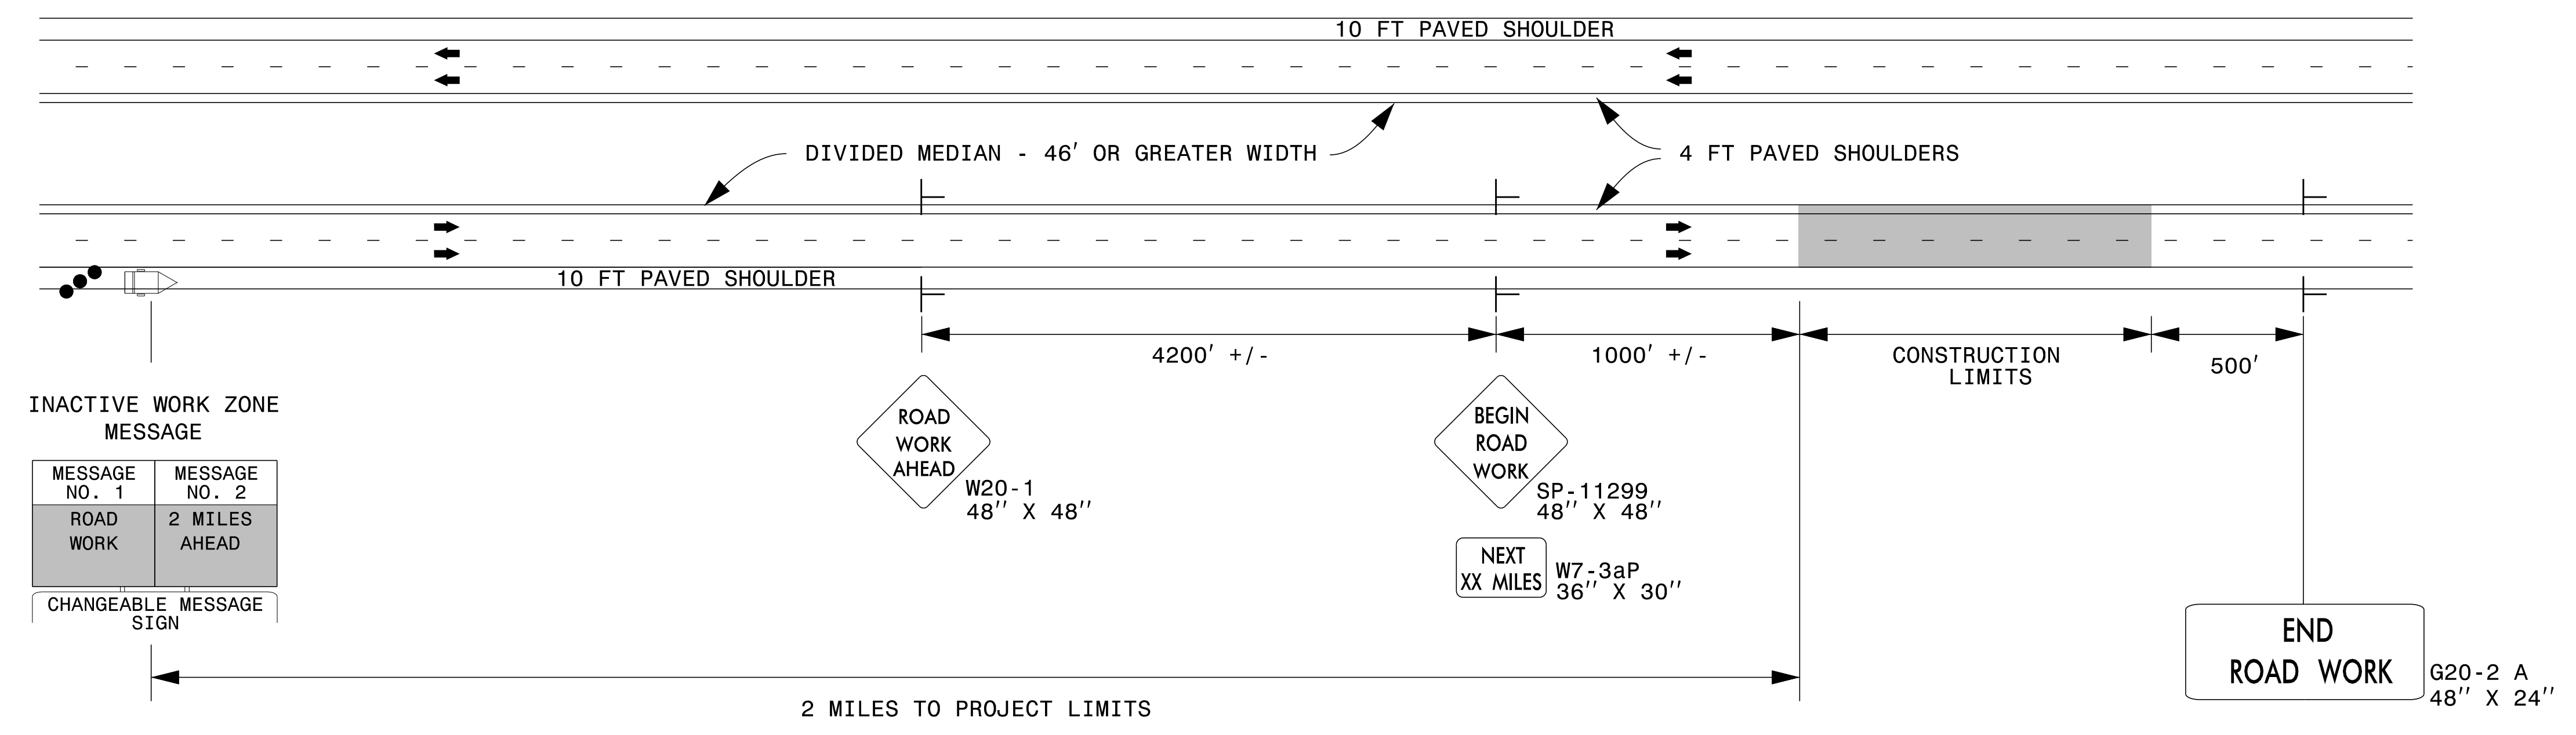 10 FT PAVED SHOULDER
DIVIDED MEDIAN - 46' OR GREATER WIDTH
4 FT PAVED SHOULDERS
10 FT PAVED SHOULDER
4200' +/-
1000' +/-
CONSTRUCTION
LIMITS
500'
INACTIVE WORK ZONE
MESSAGE
MESSAGE
NO. 1
MESSAGE
NO. 2
ROAD
WORK
2 MILES
AHEAD
CHANGEABLE MESSAGE
SIGN
ROAD
WORK
AHEAD
W20-1
48'' X 48''
BEGIN
ROAD
WORK
SP-11299
48'' X 48''
NEXT
XX MILES
W7-3aP
36'' X 30''
END
ROAD WORK
G20-2 A
48'' X 24''
2 MILES TO PROJECT LIMITS